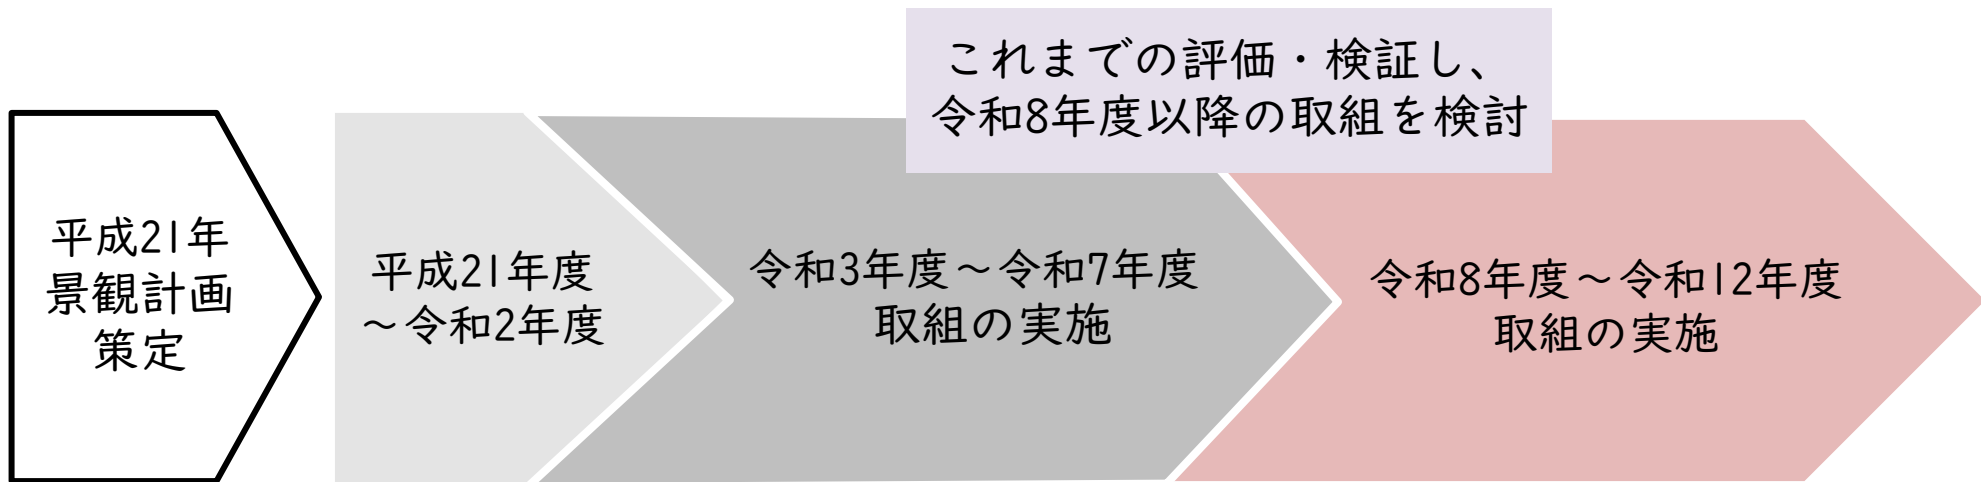 これまでの評価・検証し、
令和8年度以降の取組を検討
平成21年
景観計画
策定
平成21年度
～令和2年度
令和3年度～令和7年度
取組の実施
令和8年度～令和12年度
取組の実施